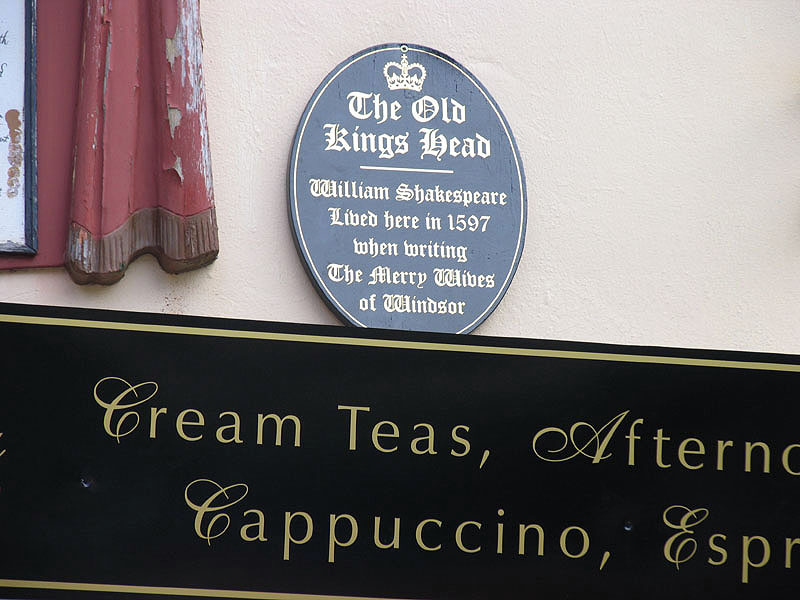 The Old
Kings Head
William Shakespeare
Lived here in 1597
when writing
The Merry Wives
of Windsor
Cream Teas, Afterno
Cappuccino, Espr